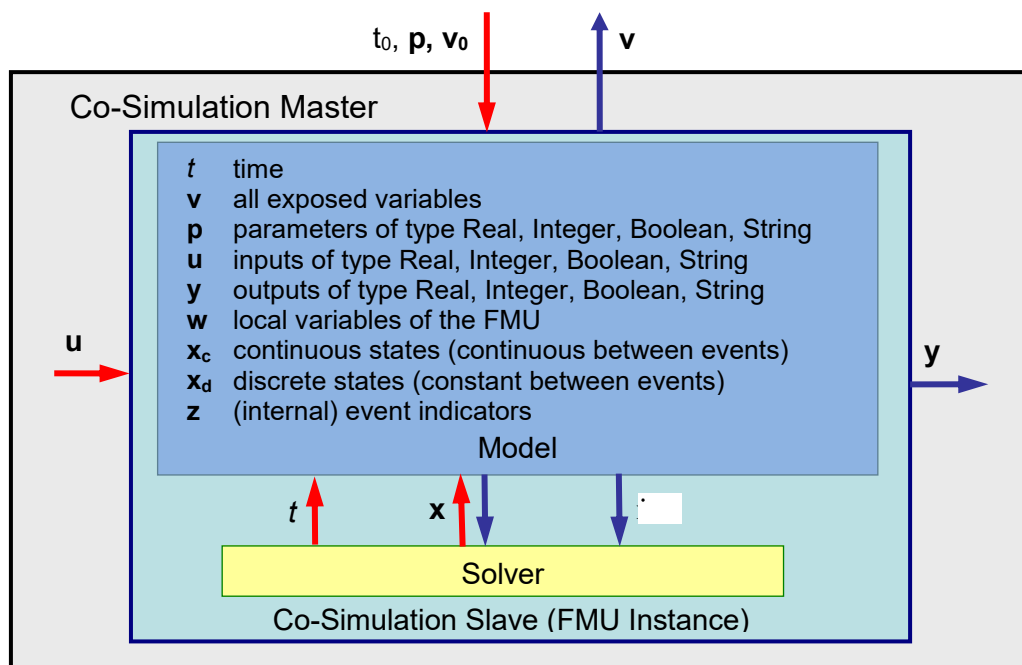 t₀, p, v₀
v
Co-Simulation Master
t time
v all exposed variables
p parameters of type Real, Integer, Boolean, String
u inputs of type Real, Integer, Boolean, String
y outputs of type Real, Integer, Boolean, String
w local variables of the FMU
x_c continuous states (continuous between events)
x_d discrete states (constant between events)
z (internal) event indicators
Model
u
y
t
x
Solver
Co-Simulation Slave (FMU Instance)